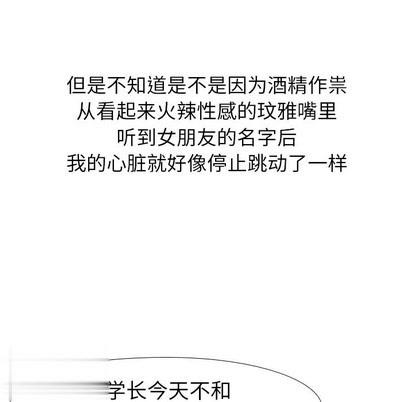 但是不知道是不是因为酒精作祟
从看起来火辣性感的玟雅嘴里
听到女朋友的名字后
我的心脏就好像停止跳动了一样
学长今天不和